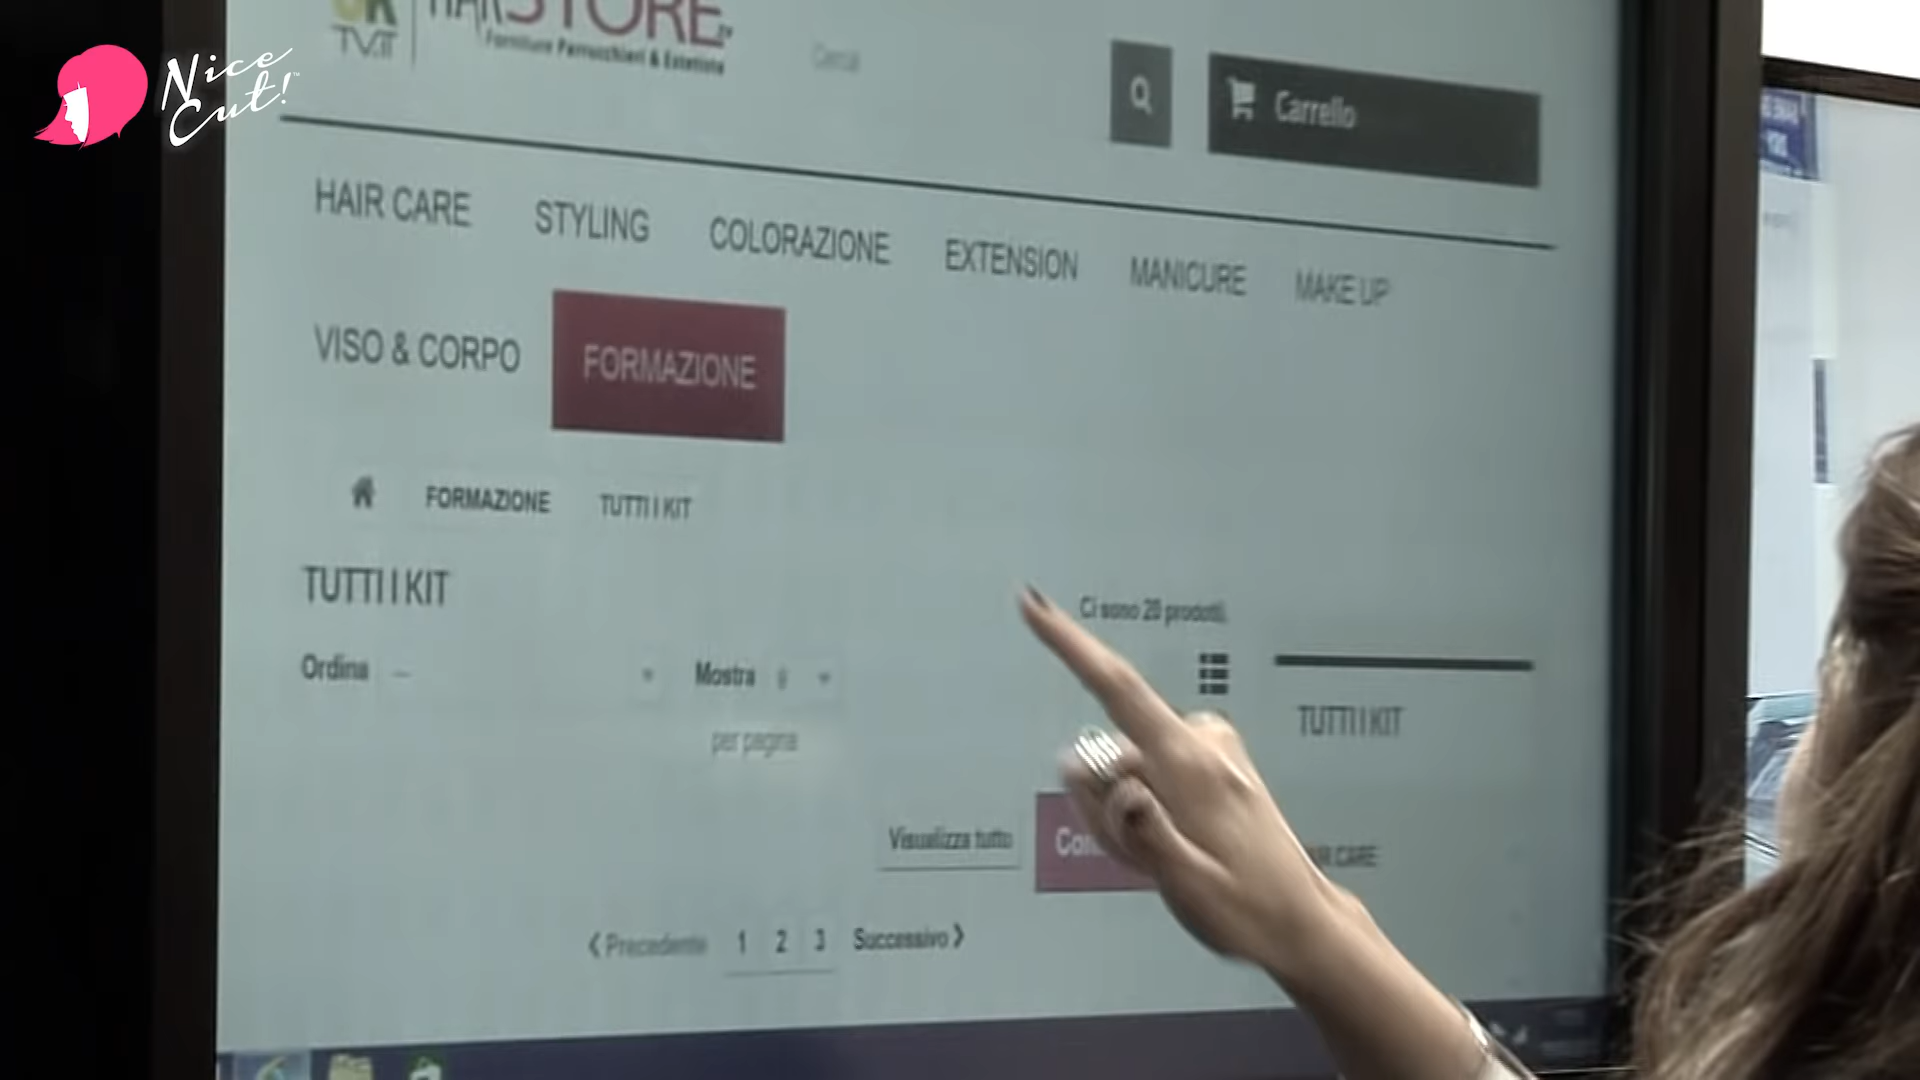 Nice
Cut!™
TV.IT
HAIR STORE
Forniture Parrucchieri & Estetiste
Cerca
Carrello
HAIR CARE STYLING COLORAZIONE EXTENSION MANICURE MAKE UP
VISO & CORPO FORMAZIONE
FORMAZIONE TUTTI I KIT
TUTTI I KIT
Ci sono 20 prodotti.
Ordina -- Mostra
per pagina
TUTTI I KIT
Visualizza tutto
CARE
Precedente 1 2 3 Successivo